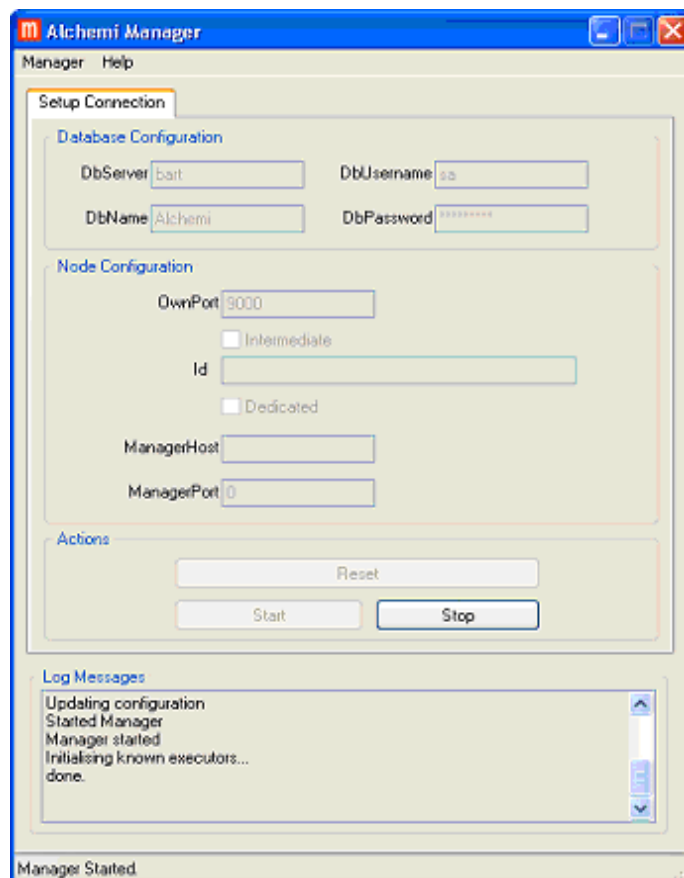 m Alchemi Manager
Manager Help
Setup Connection
Database Configuration
DbServer bart DbUsername sa
DbName Alchemi DbPassword *********
Node Configuration
OwnPort 9000
Intermediate
Id
Dedicated
ManagerHost
ManagerPort 0
Actions
Reset
Start Stop
Log Messages
Updating configuration
Started Manager
Manager started
Initialising known executors...
done.
Manager Started.